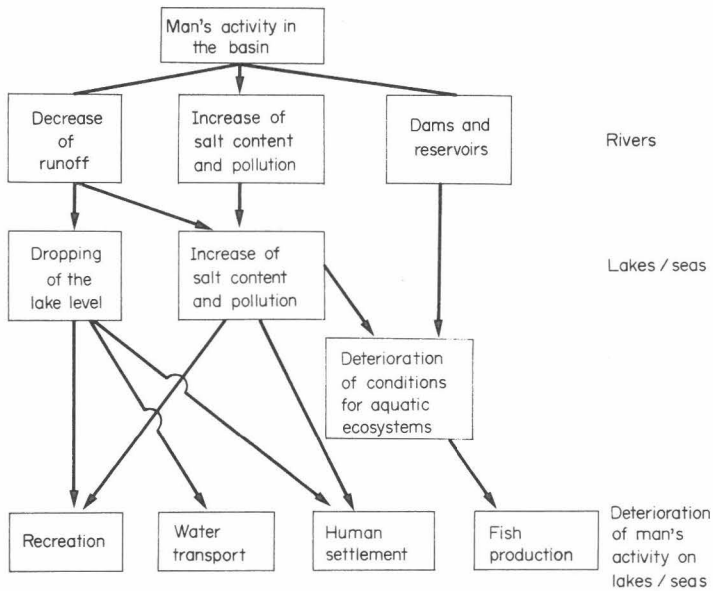 Man's activity in
the basin
Decrease
of
runoff
Increase of
salt content
and pollution
Dams and
reservoirs
Rivers
Dropping
of the
lake level
Increase of
salt content
and pollution
Lakes / seas
Deterioration
of conditions
for aquatic
ecosystems
Recreation
Water
transport
Human
settlement
Fish
production
Deterioration
of man's
activity on
lakes / seas